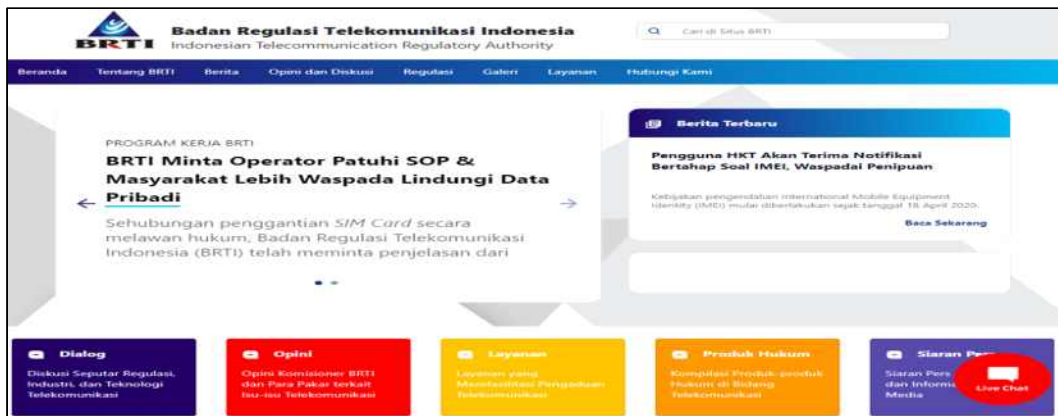 BRTI
Badan Regulasi Telekomunikasi Indonesia
Indonesian Telecommunication Regulatory Authority
Cari di Situs BRTI
Beranda Tentang BRTI Berita Opini dan Diskusi Regulasi Galeri Layanan Hubungi Kami
PROGRAM KERJA BRTI
BRTI Minta Operator Patuhi SOP &
Masyarakat Lebih Waspada Lindungi Data
Pribadi
Sehubungan penggantian SIM Card secara
melawan hukum, Badan Regulasi Telekomunikasi
Indonesia (BRTI) telah meminta penjelasan dari
Berita Terbaru
Pengguna HKT Akan Terima Notifikasi
Bertahap Soal IMEI, Waspadai Penipuan
Kebijakan pengendalian International Mobile Equipment
Identity (IMEI) mulai diberlakukan sejak tanggal 18 April 2020.
Baca Sekarang
Dialog
Diskusi Seputar Regulasi,
Industri, dan Teknologi
Telekomunikasi
Opini
Opini Komisioner BRTI
dan Para Pakar terkait
Isu-isu Telekomunikasi
Layanan
Layanan yang
Memfasilitasi Pengaduan
Telekomunikasi
Produk Hukum
Kompilasi Produk-produk
Hukum di Bidang
Telekomunikasi
Siaran Pers
Siaran Pers
dan Informa
Media
Live Chat